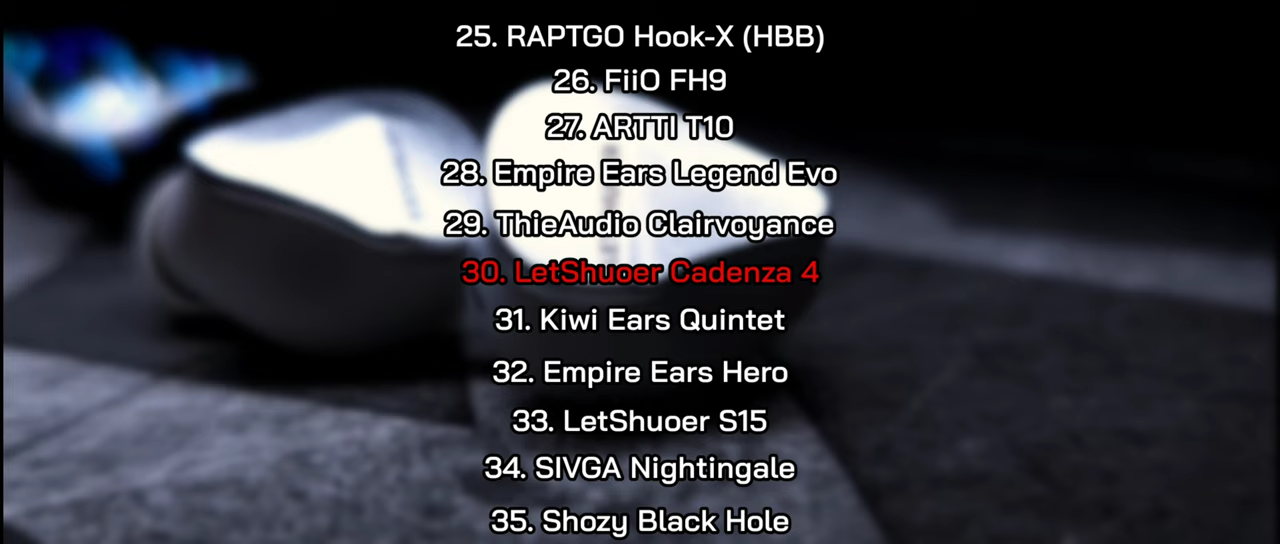 25. RAPTGO Hook-X (HBB)
26. FiiO FH9
27. ARTTI T10
28. Empire Ears Legend Evo
29. ThieAudio Clairvoyance
30. LetShuoer Cadenza 4
31. Kiwi Ears Quintet
32. Empire Ears Hero
33. LetShuoer S15
34. SIVGA Nightingale
35. Shozy Black Hole